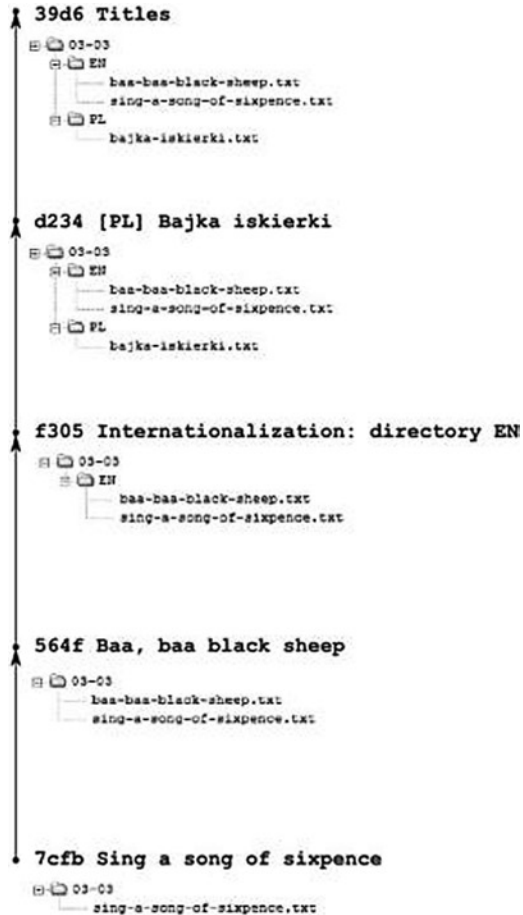 39d6 Titles
03-03
EN
baa-baa-black-sheep.txt
sing-a-song-of-sixpence.txt
PL
bajka-iskierki.txt
d234 [PL] Bajka iskierki
03-03
EN
baa-baa-black-sheep.txt
sing-a-song-of-sixpence.txt
PL
bajka-iskierki.txt
f305 Internationalization: directory EN
03-03
EN
baa-baa-black-sheep.txt
sing-a-song-of-sixpence.txt
564f Baa, baa black sheep
03-03
baa-baa-black-sheep.txt
sing-a-song-of-sixpence.txt
7cfb Sing a song of sixpence
03-03
sing-a-song-of-sixpence.txt